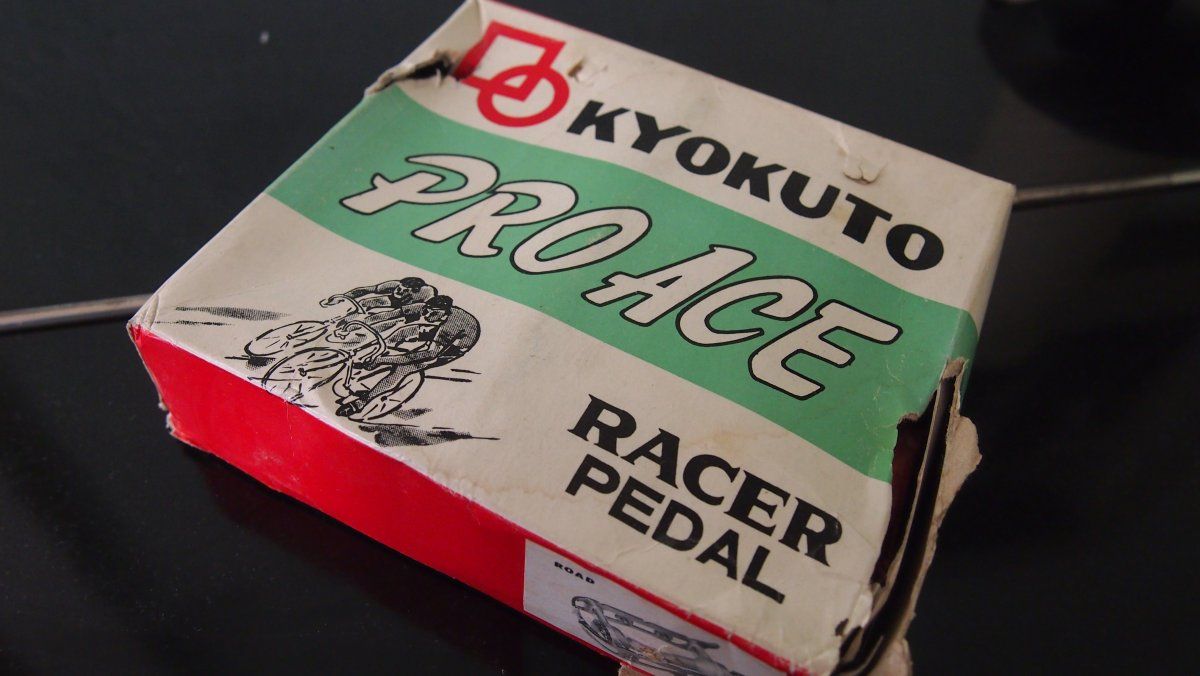 KYOKUTO
PRO ACE
RACER
PEDAL
ROAD